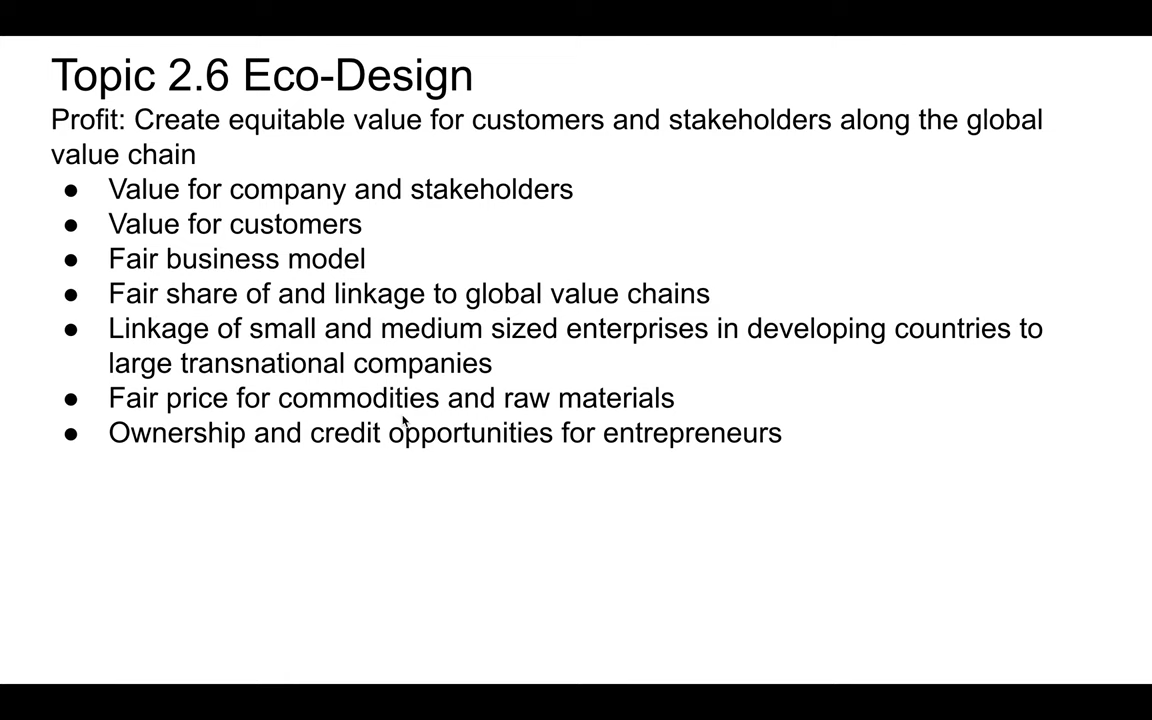 Topic 2.6 Eco-Design
Profit: Create equitable value for customers and stakeholders along the global
value chain
● Value for company and stakeholders
● Value for customers
● Fair business model
● Fair share of and linkage to global value chains
● Linkage of small and medium sized enterprises in developing countries to
large transnational companies
● Fair price for commodities and raw materials
● Ownership and credit opportunities for entrepreneurs